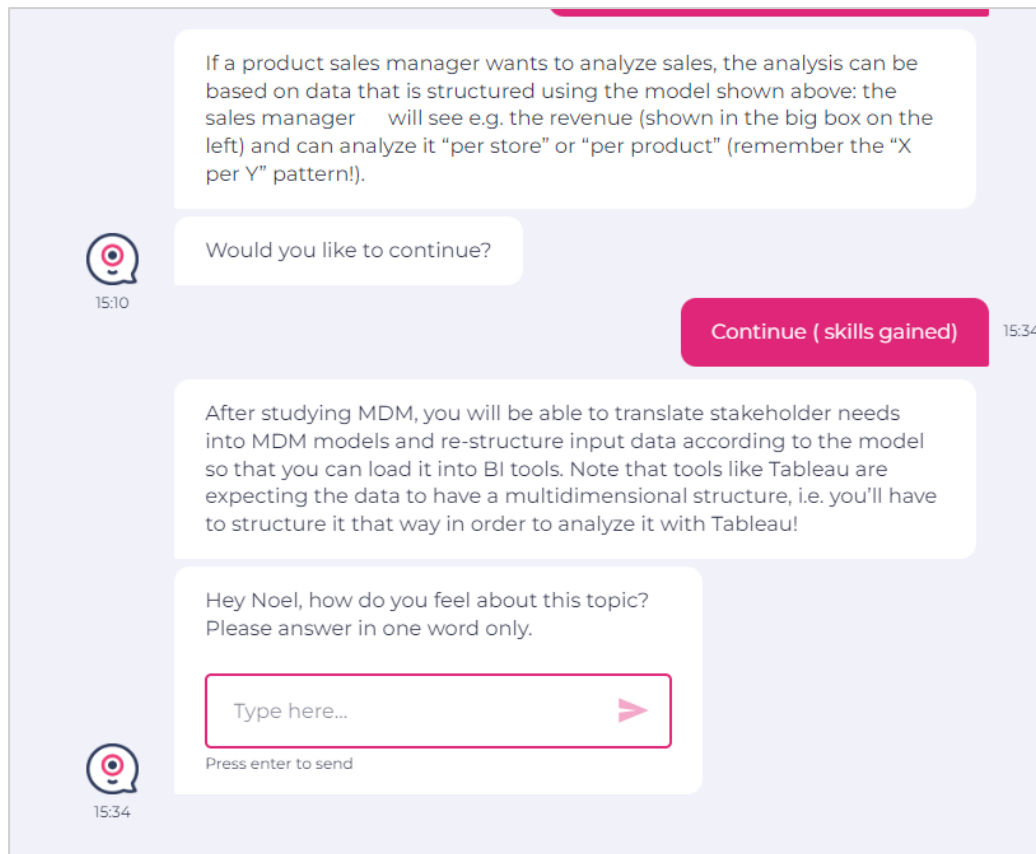 If a product sales manager wants to analyze sales, the analysis can be
based on data that is structured using the model shown above: the
sales manager will see e.g. the revenue (shown in the big box on the
left) and can analyze it “per store” or “per product” (remember the “X
per Y” pattern!).
Would you like to continue?
15:10
Continue ( skills gained)
15:34
After studying MDM, you will be able to translate stakeholder needs
into MDM models and re-structure input data according to the model
so that you can load it into BI tools. Note that tools like Tableau are
expecting the data to have a multidimensional structure, i.e. you’ll have
to structure it that way in order to analyze it with Tableau!
Hey Noel, how do you feel about this topic?
Please answer in one word only.
Type here...
Press enter to send
15:34